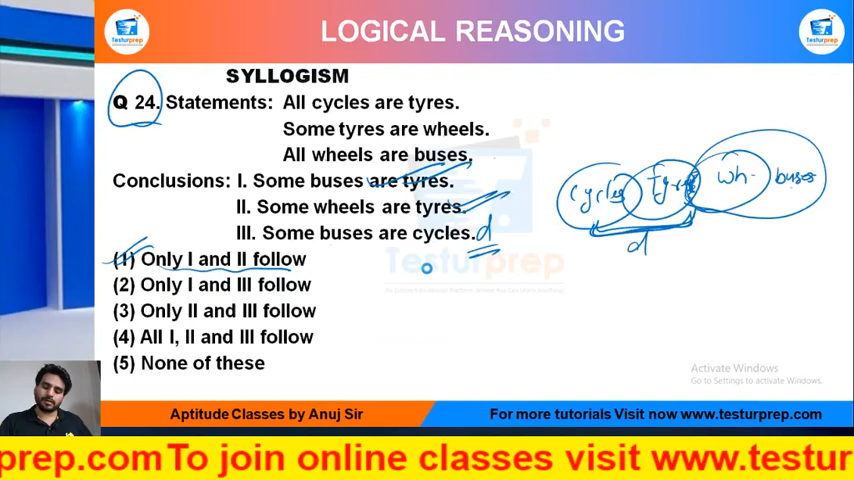 LOGICAL REASONING
Testurprep
Testurprep
SYLLOGISM
Q 24. Statements: All cycles are tyres.
Some tyres are wheels.
All wheels are buses.
Conclusions: I. Some buses are tyres.
II. Some wheels are tyres.
III. Some buses are cycles. d
(1) Only I and II follow
(2) Only I and III follow
(3) Only II and III follow
(4) All I, II and III follow
(5) None of these
cycles
wh.
buses
d
Testurprep
Activate Windows
Go to Settings to activate Windows.
Aptitude Classes by Anuj Sir
For more tutorials Visit now www.testurprep.com
prep.com To join online classes visit www.testur